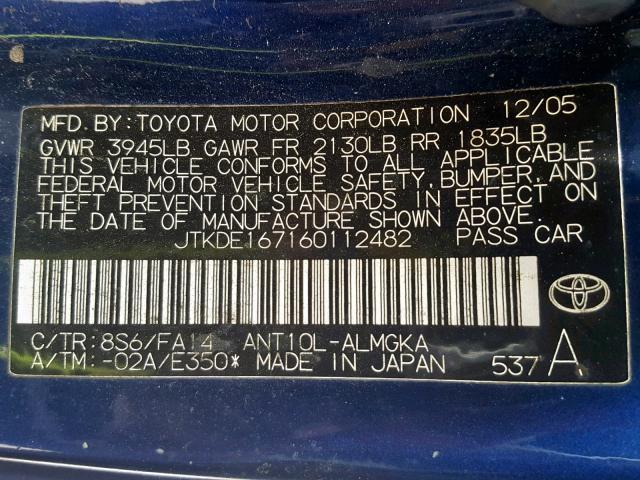 MFD.BY: TOYOTA MOTOR CORPORATION 12/05
GVWR 3945LB GAWR FR 2130LB RR 1835LB
THIS VEHICLE CONFORMS TO ALL APPLICABLE
FEDERAL MOTOR VEHICLE SAFETY, BUMPER, AND
THEFT PREVENTION STANDARDS IN EFFECT ON
THE DATE OF MANUFACTURE SHOWN ABOVE.
JTKDE167160112482 PASS CAR
C/TR: 8S6/FA14 ANT10L-ALMGKA
A/TM: -02A/E350* MADE IN JAPAN 537 A